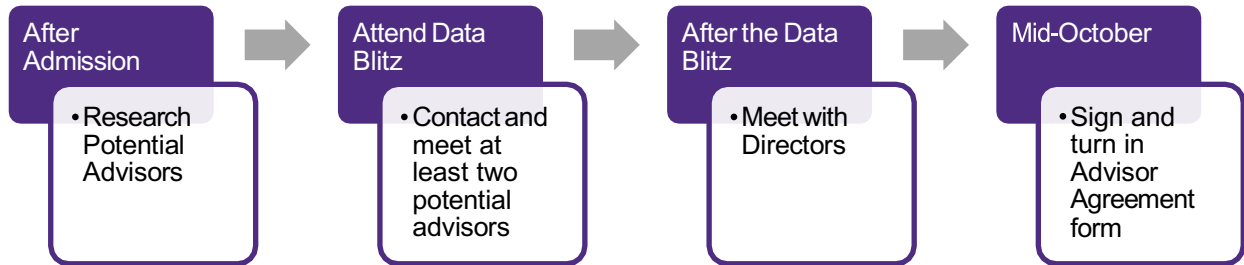 After
Admission
• Research
Potential
Advisors
Attend Data
Blitz
• Contact and
meet at
least two
potential
advisors
After the Data
Blitz
• Meet with
Directors
Mid-October
• Sign and
turn in
Advisor
Agreement
form